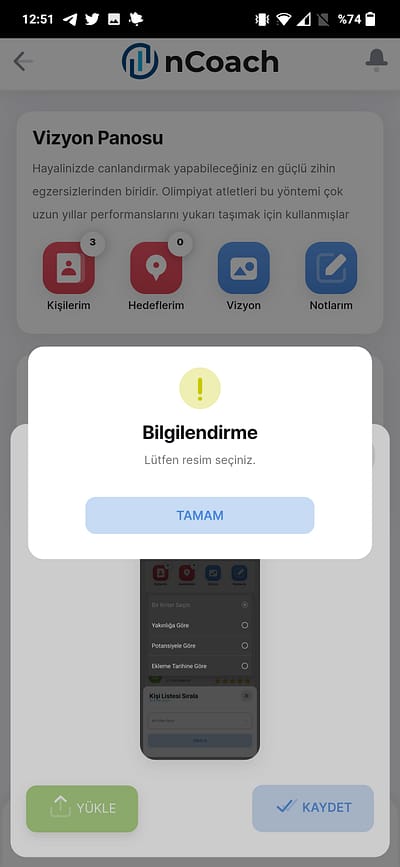 12:51
%74
nCoach
Vizyon Panosu
Hayalinizde canlandırmak yapabileceğiniz en güçlü zihin
egzersizlerinden biridir. Olimpiyat atletleri bu yöntemi çok
uzun yıllar performanslarını yukarı taşımak için kullanmışlar
3
0
Kişilerim
Hedeflerim
Vizyon
Notlarım
Bilgilendirme
Lütfen resim seçiniz.
TAMAM
Bir Kriter Seçin
Yakınlığa Göre
Potansiyele Göre
Ekleme Tarihine Göre
Kişi Listesi Sırala
YÜKLE
KAYDET